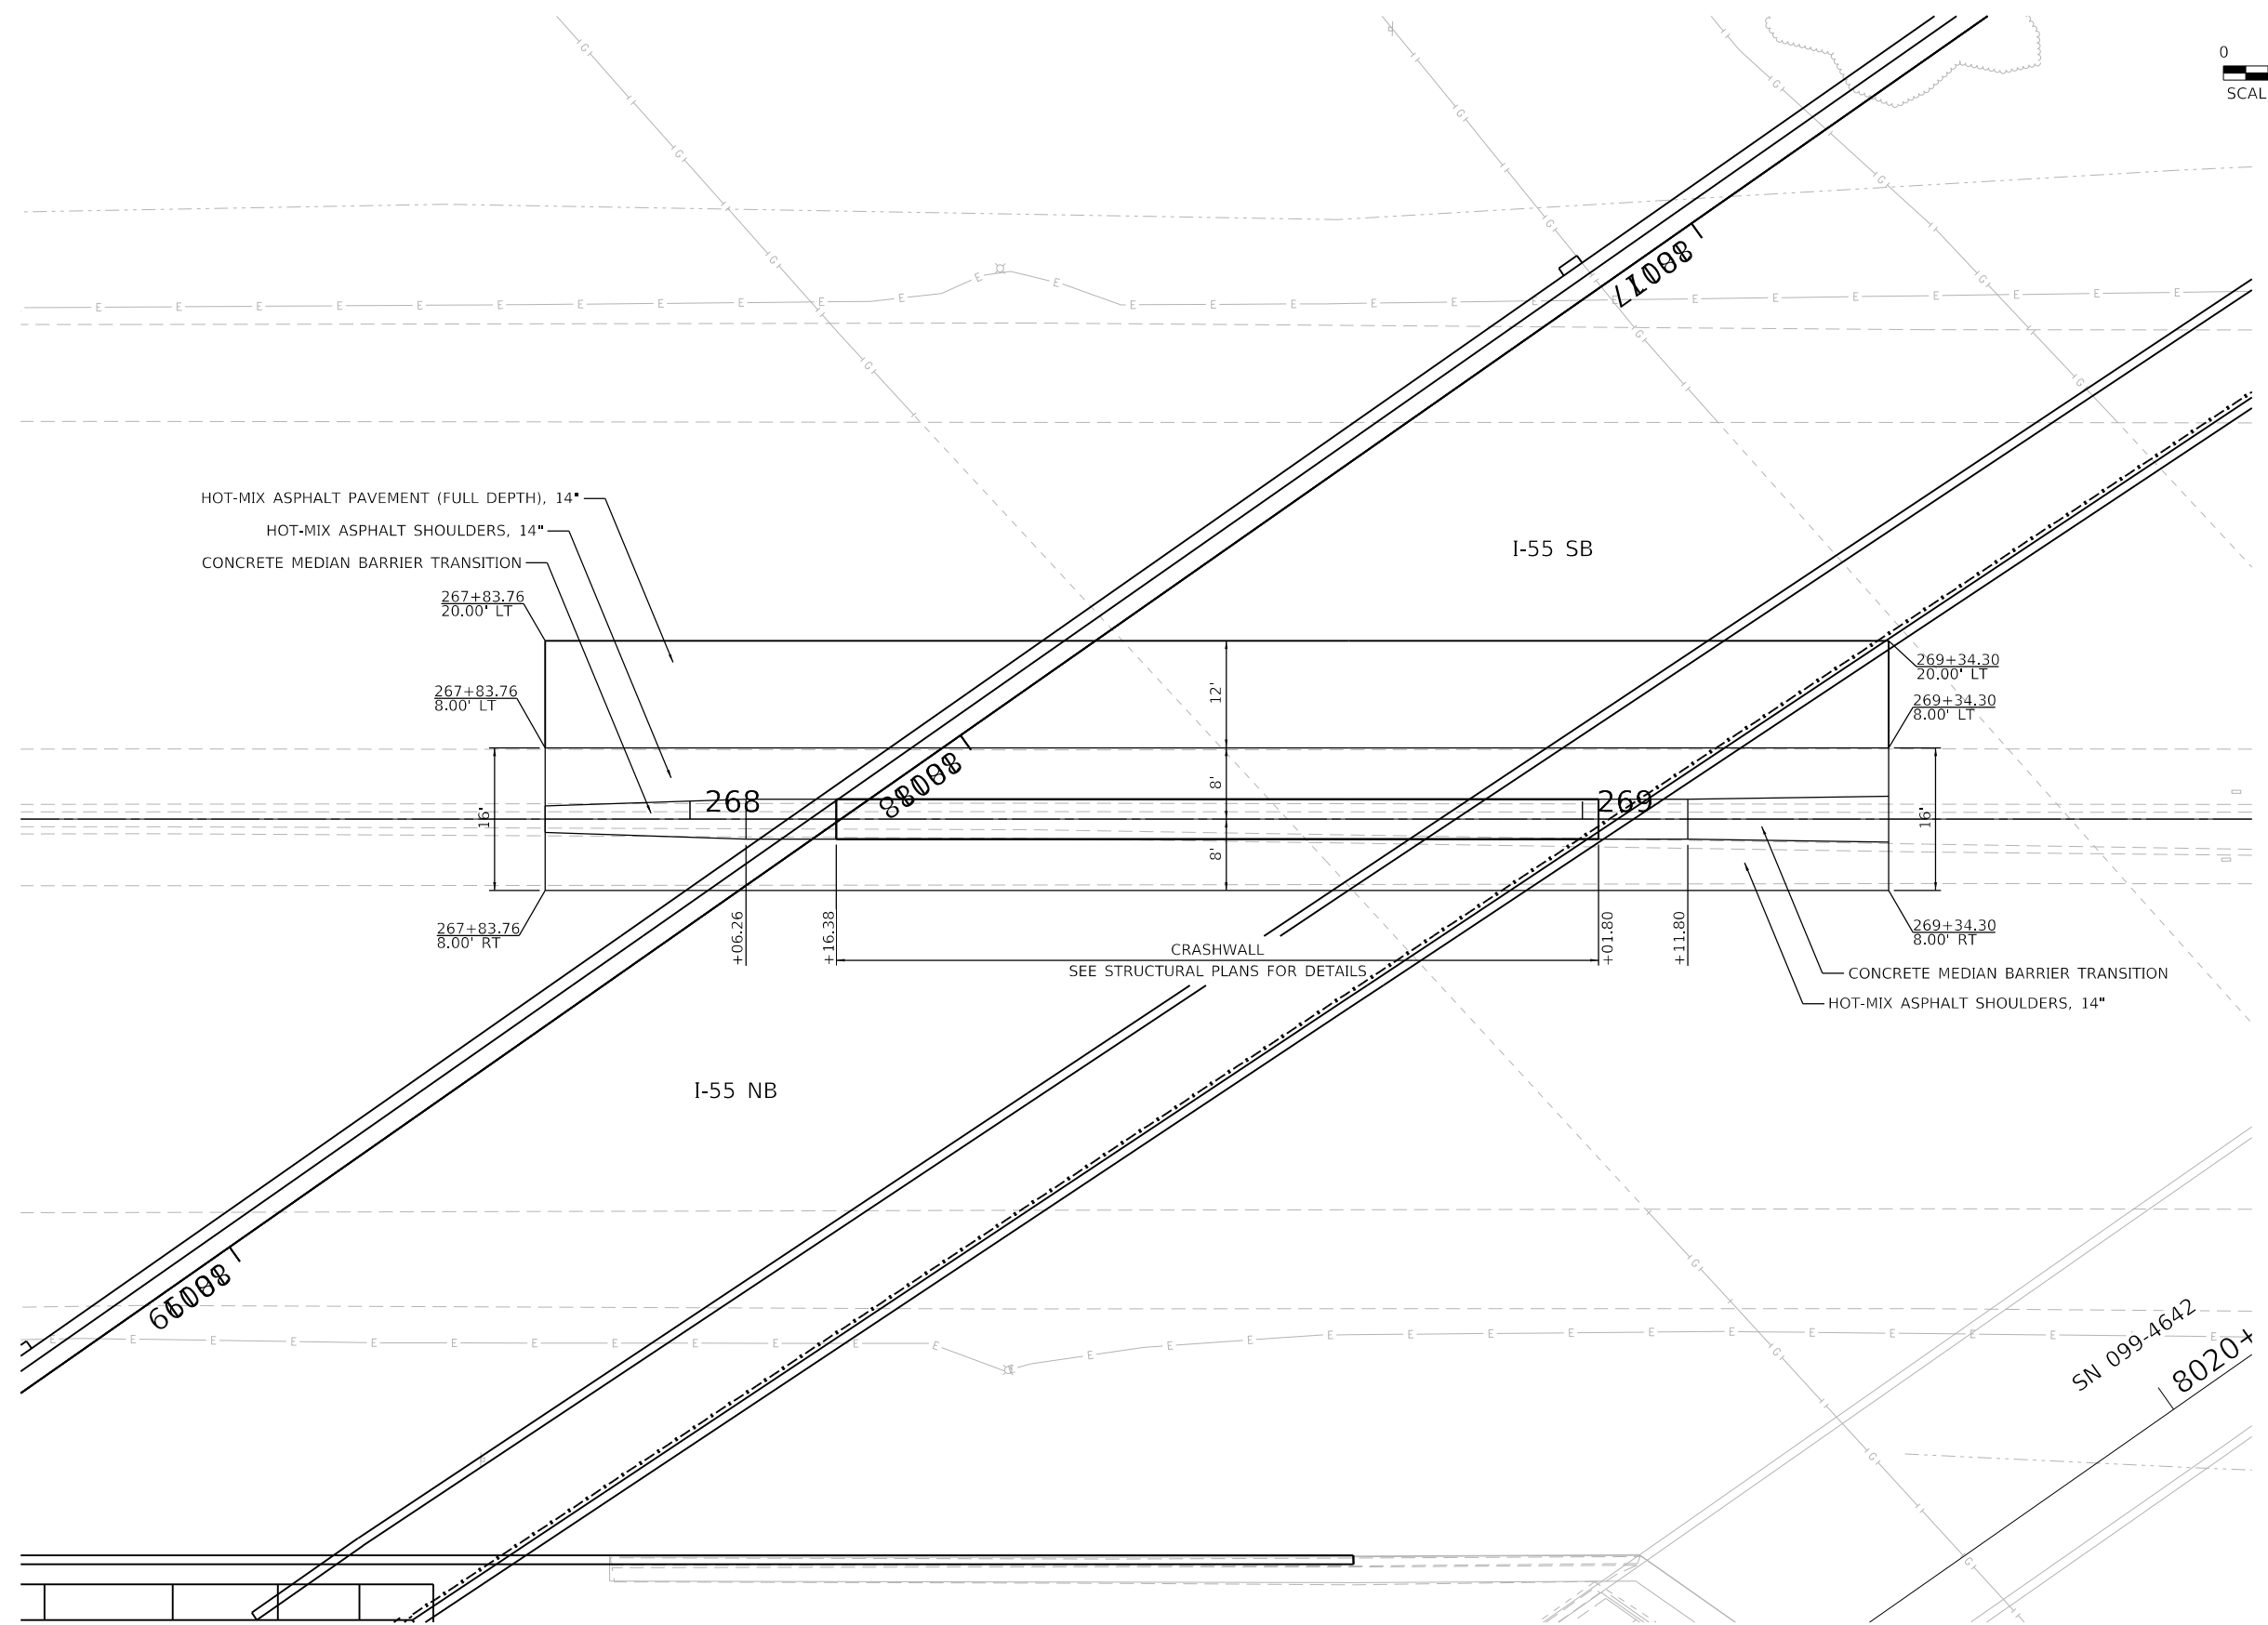 0
SCAL
HOT-MIX ASPHALT PAVEMENT (FULL DEPTH), 14"
HOT-MIX ASPHALT SHOULDERS, 14"
CONCRETE MEDIAN BARRIER TRANSITION
267+83.76
20.00' LT
267+83.76
8.00' LT
I-55 SB
269+34.30
20.00' LT
269+34.30
8.00' LT
12'
8'
8'
16'
16'
268
269
267+83.76
8.00' RT
+06.26
+16.38
CRASHWALL
SEE STRUCTURAL PLANS FOR DETAILS
+01.80
+11.80
269+34.30
8.00' RT
CONCRETE MEDIAN BARRIER TRANSITION
HOT-MIX ASPHALT SHOULDERS, 14"
I-55 NB
SN 099-4642
8020+